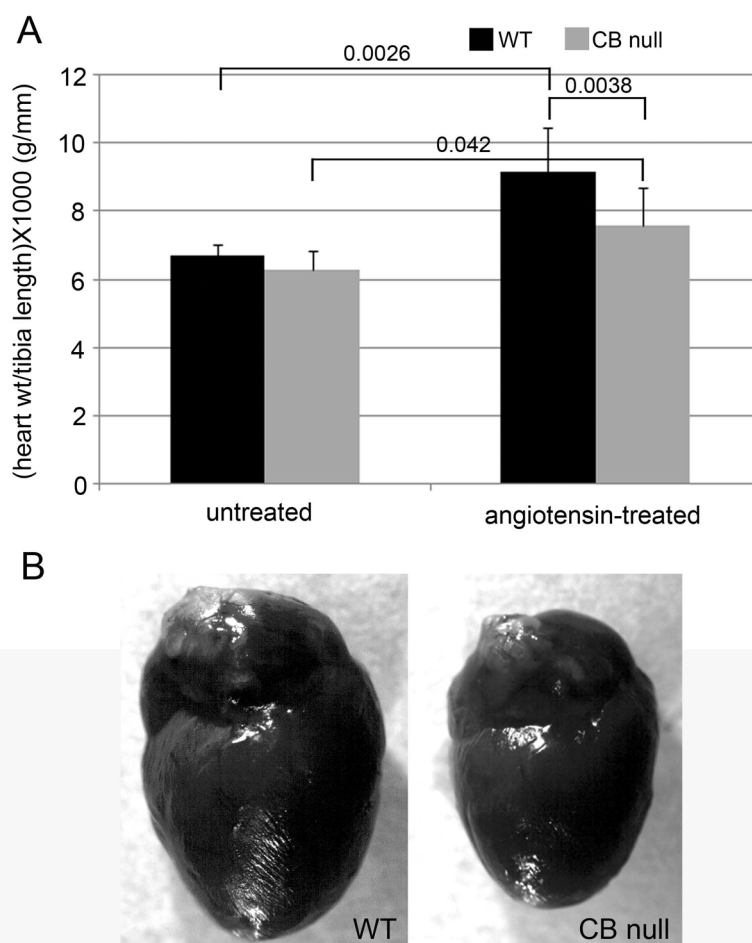 A
WT
CB null
(heart wt/tibia length)X1000 (g/mm)
12
10
8
6
4
2
0
0.0026
0.0038
0.042
untreated
angiotensin-treated
B
WT
CB null